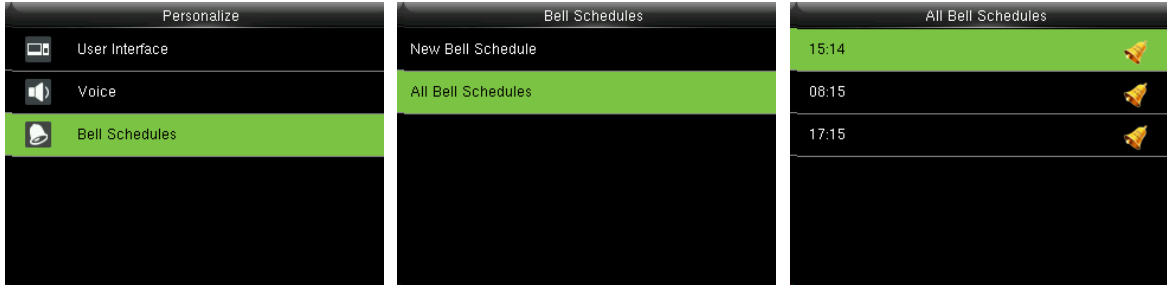 Personalize
User Interface
Voice
Bell Schedules
Bell Schedules
New Bell Schedule
All Bell Schedules
All Bell Schedules
15:14
08:15
17:15